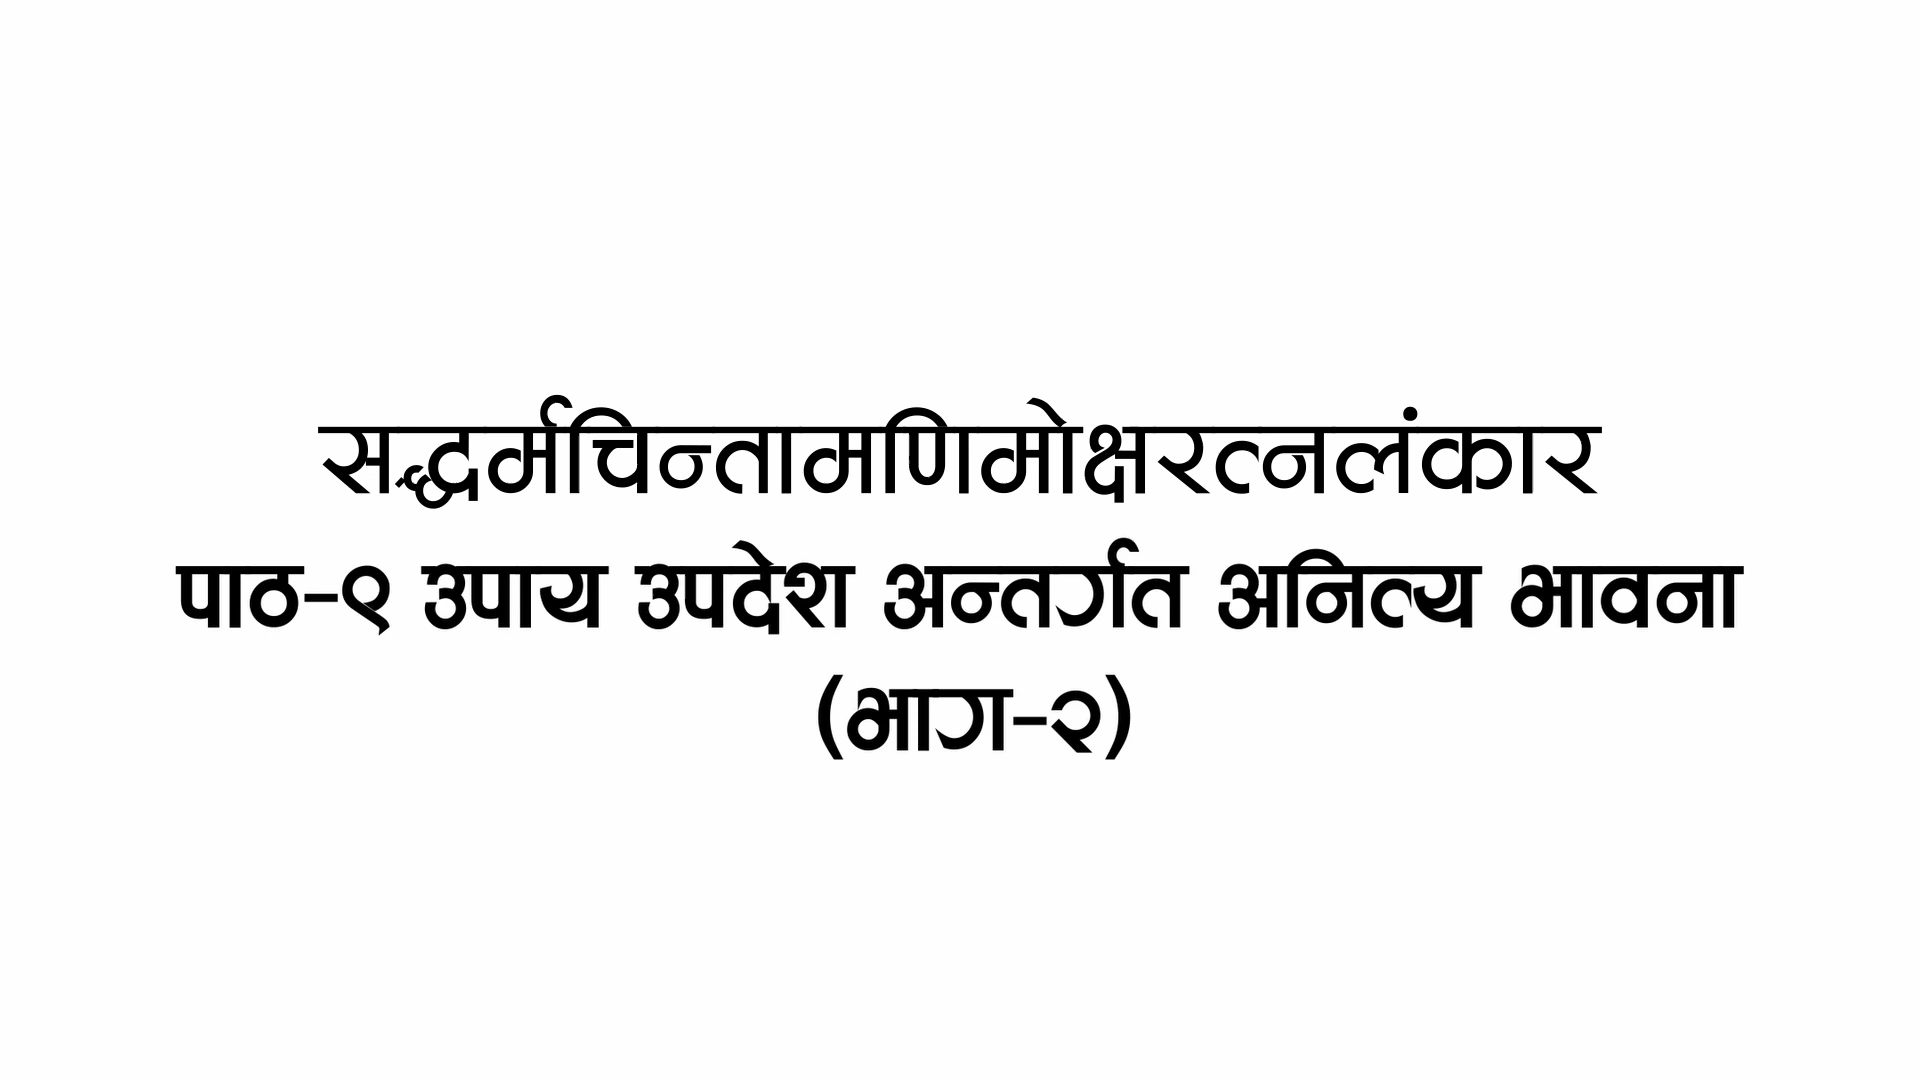 सद्धर्मचिन्तामणिमोक्षरत्नलंकार
पाठ-९ उपाय उपदेश अन्तर्गत अनित्य भावना
(भाग-२)